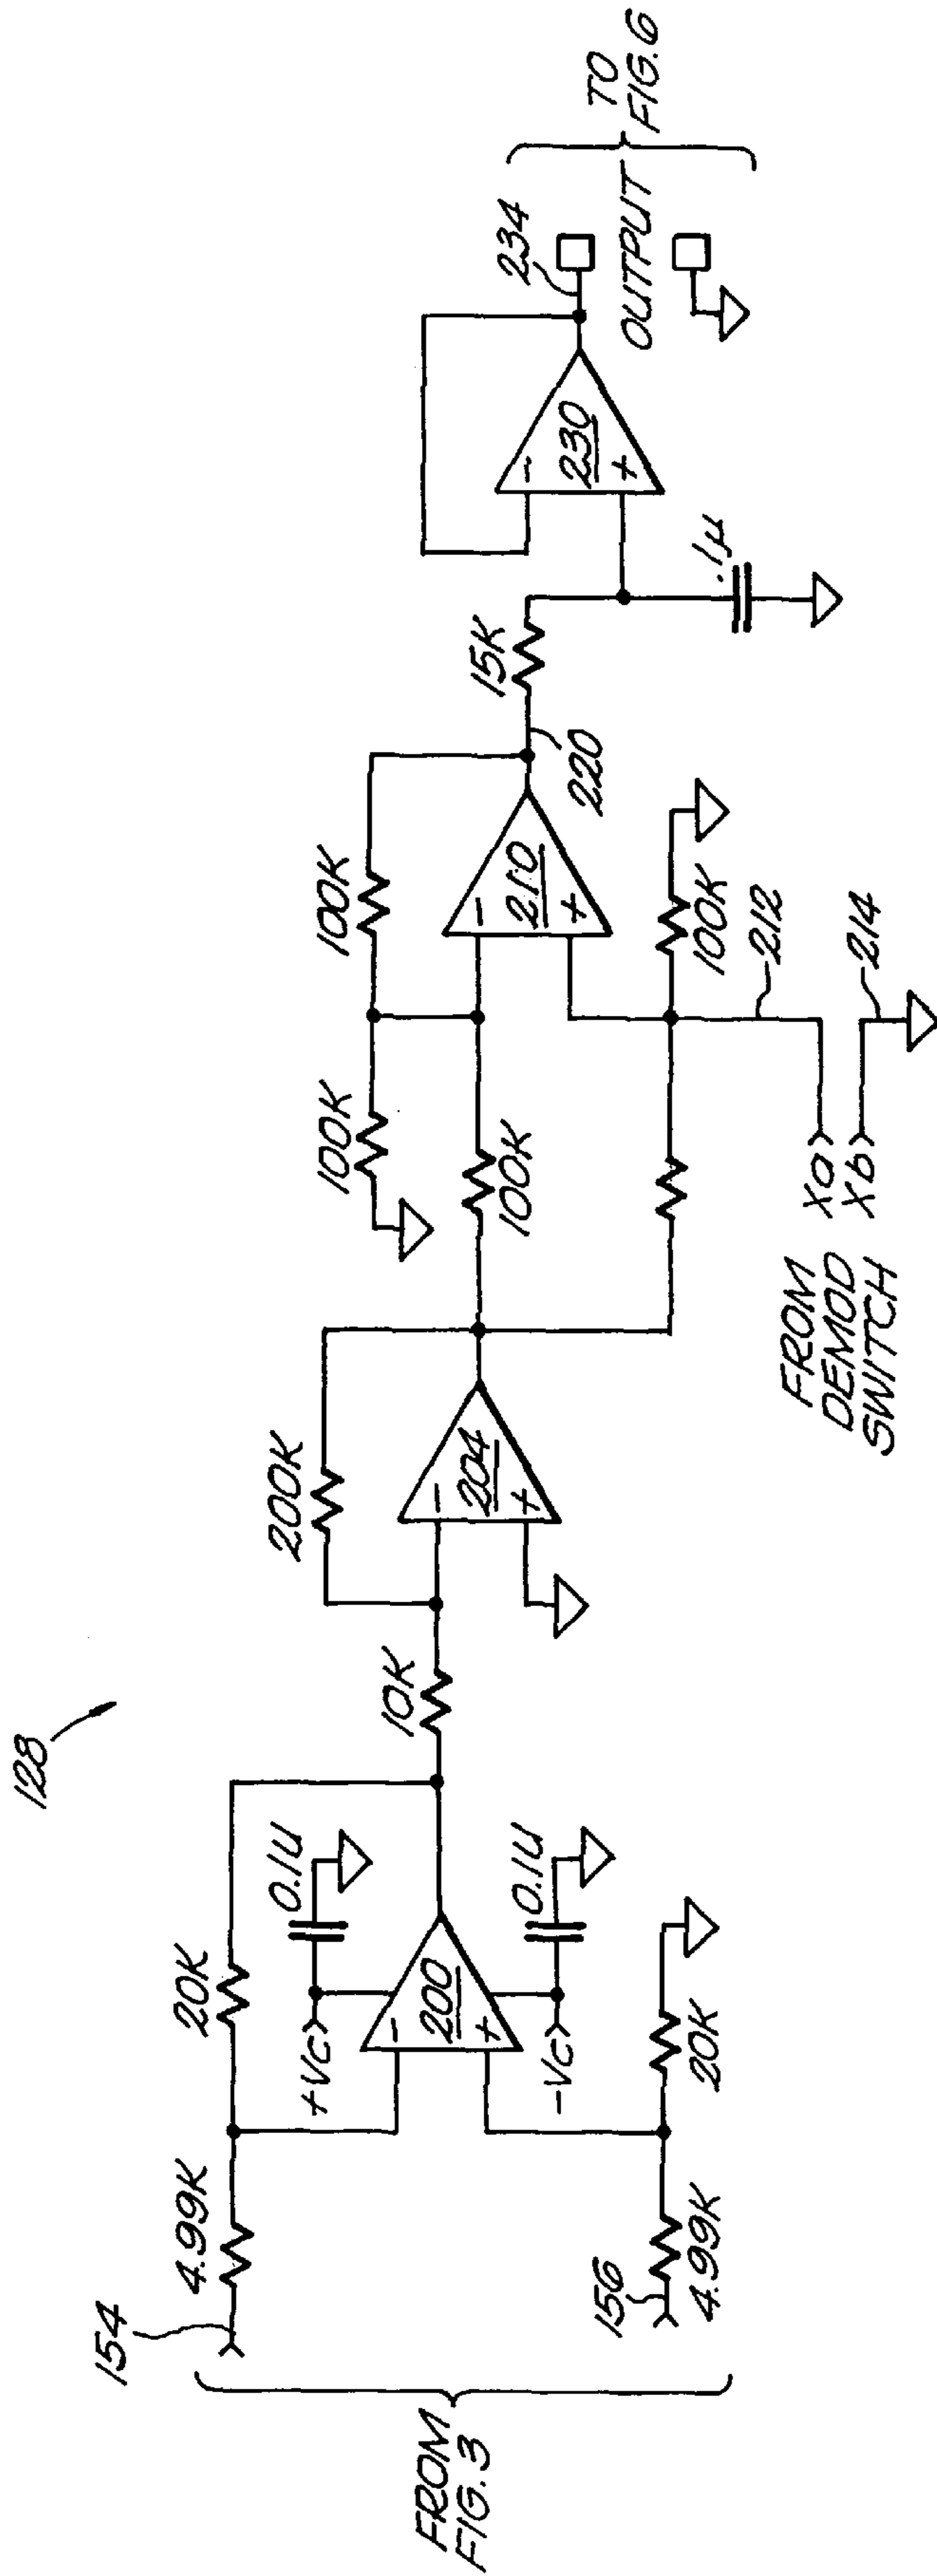 128
FROM
FIG. 3
154
4.99K
20K
+Vc
0.1U
-
200
+
-Vc
0.1U
156
4.99K
20K
10K
200K
-
204
+
100K
100K
100K
-
210
+
100K
212
214
FROM
DEMOD
SWITCH
Xa
Xb
220
15K
.1µ
-
230
+
234
OUTPUT
TO
FIG. 6